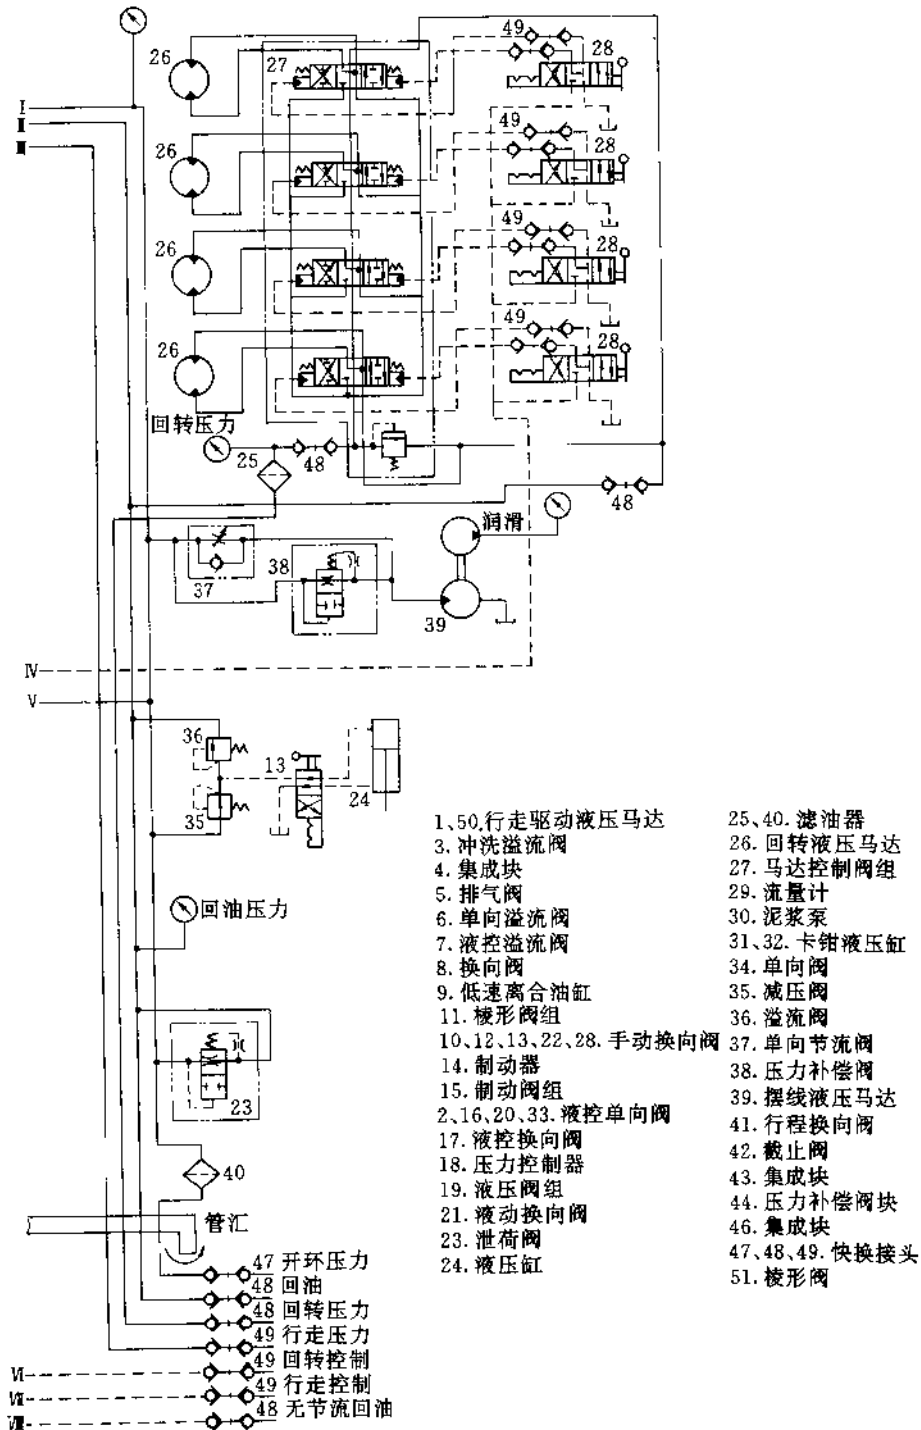 49
28
26
27
I
II
III
49
28
26
49
28
26
49
28
26
回转压力
25
48
48
润滑
38
37
39
IV
V
36
13
35
24
1、50.行走驱动液压马达
3. 冲洗溢流阀
4. 集成块
5. 排气阀
6. 单向溢流阀
7. 液控溢流阀
8. 换向阀
9. 低速离合油缸
11. 棱形阀组
10、12、13、22、28. 手动换向阀
14. 制动器
15. 制动阀组
2、16、20、33. 液控单向阀
17. 液控换向阀
18. 压力控制器
19. 液压阀组
21. 液动换向阀
23. 泄荷阀
24. 液压缸
25、40. 滤油器
26. 回转液压马达
27. 马达控制阀组
29. 流量计
30. 泥浆泵
31、32. 卡钳液压缸
34. 单向阀
35. 减压阀
36. 溢流阀
37. 单向节流阀
38. 压力补偿阀
39. 摆线液压马达
41. 行程换向阀
42. 截止阀
43. 集成块
44. 压力补偿阀块
46. 集成块
47、48、49. 快换接头
51. 棱形阀
回油压力
23
40
管汇
47 开环压力
48 回油
48 回转压力
49 行走压力
49 回转控制
VI
49 行走控制
VII
48 无节流回油
VIII